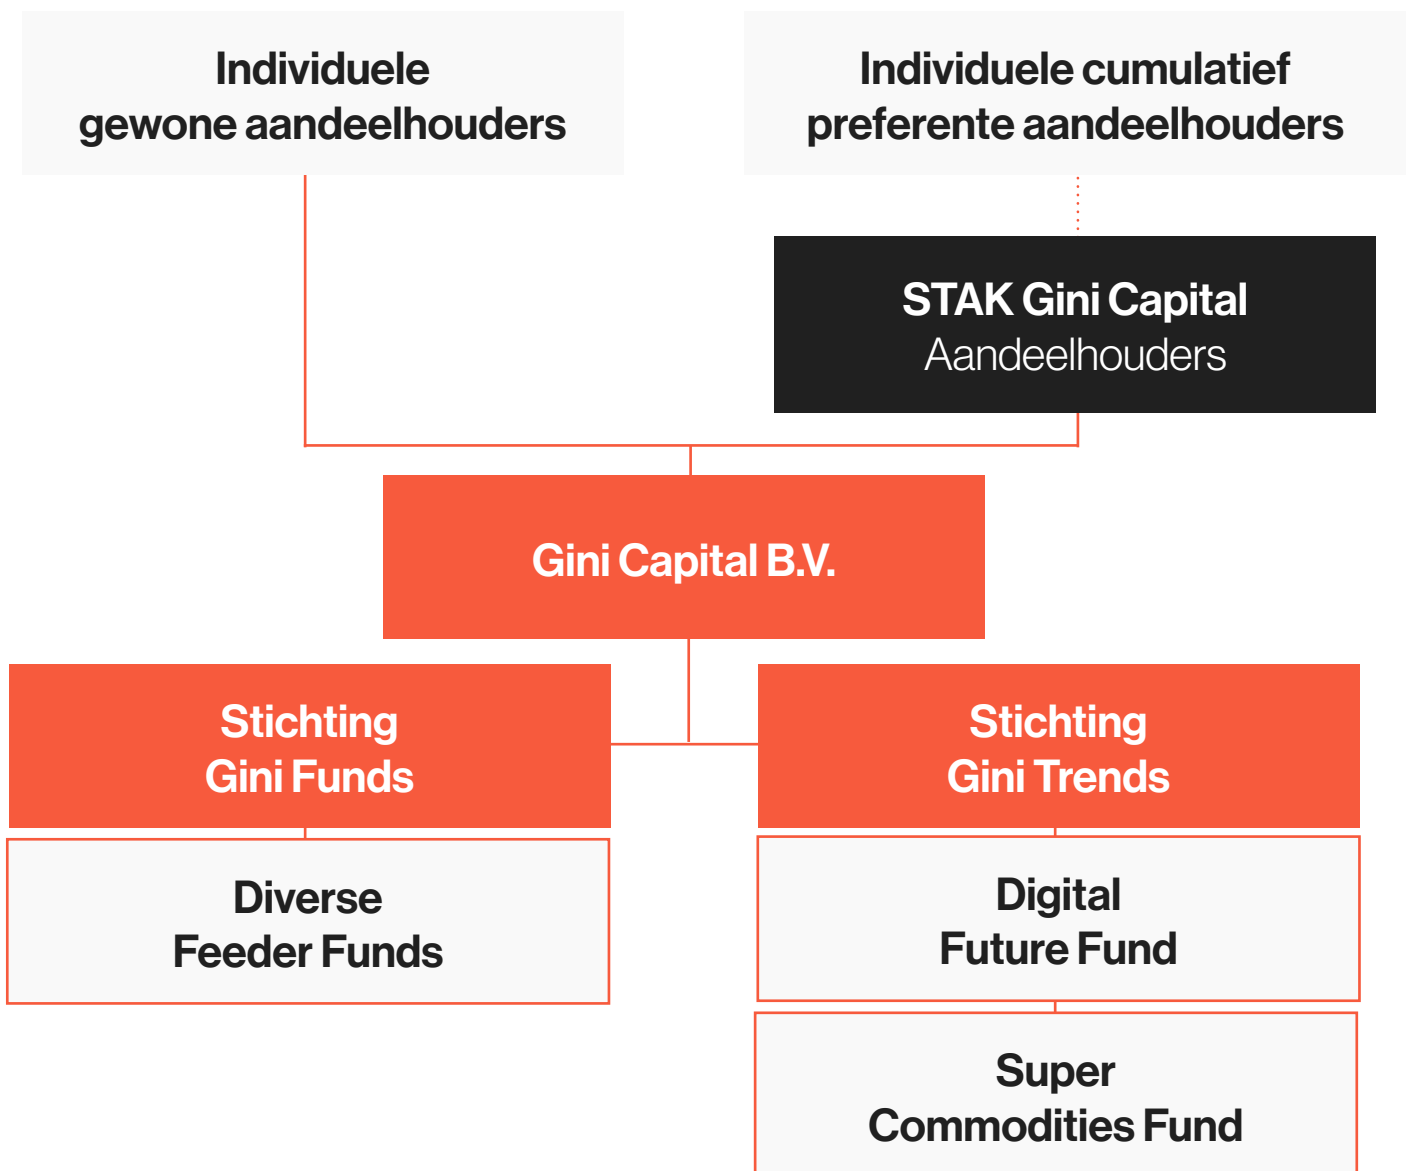 Individuele
gewone aandeelhouders
Individuele cumulatief
preferente aandeelhouders
STAK Gini Capital
Aandeelhouders
Gini Capital B.V.
Stichting
Gini Funds
Stichting
Gini Trends
Diverse
Feeder Funds
Digital
Future Fund
Super
Commodities Fund